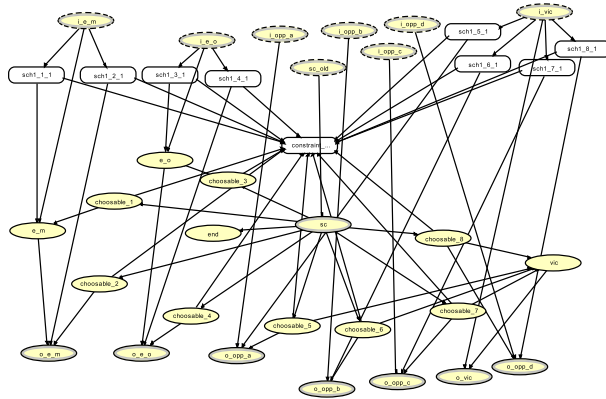 i_e_m
i_vic
i_opp_d
i_opp_b
i_opp_a
i_e_o
sch1_5_1
i_opp_c
sch1_8_1
sch1_6_1
sc_old
sch1_7_1
sch1_1_1
sch1_2_1
sch1_3_1
sch1_4_1
constraint_...
e_o
choosable_3
choosable_1
sc
e_m
end
choosable_8
vic
choosable_2
choosable_7
choosable_4
choosable_5
choosable_6
o_e_m
o_e_o
o_opp_a
o_opp_d
o_vic
o_opp_c
o_opp_b